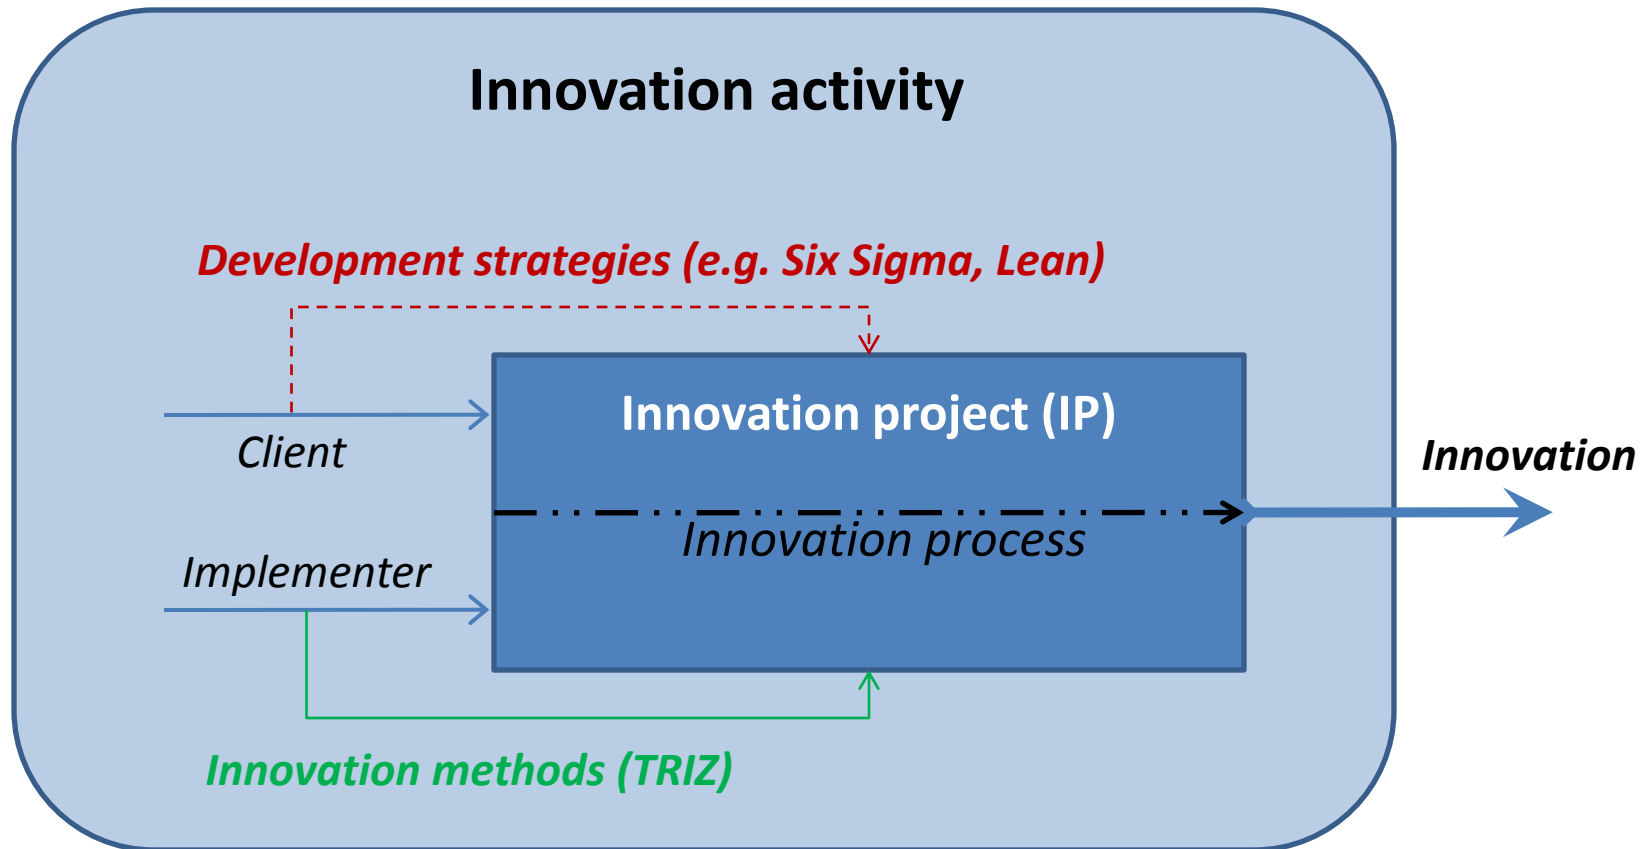 Innovation activity
Development strategies (e.g. Six Sigma, Lean)
Innovation project (IP)
Client
Innovation
Innovation process
Implementer
Innovation methods (TRIZ)